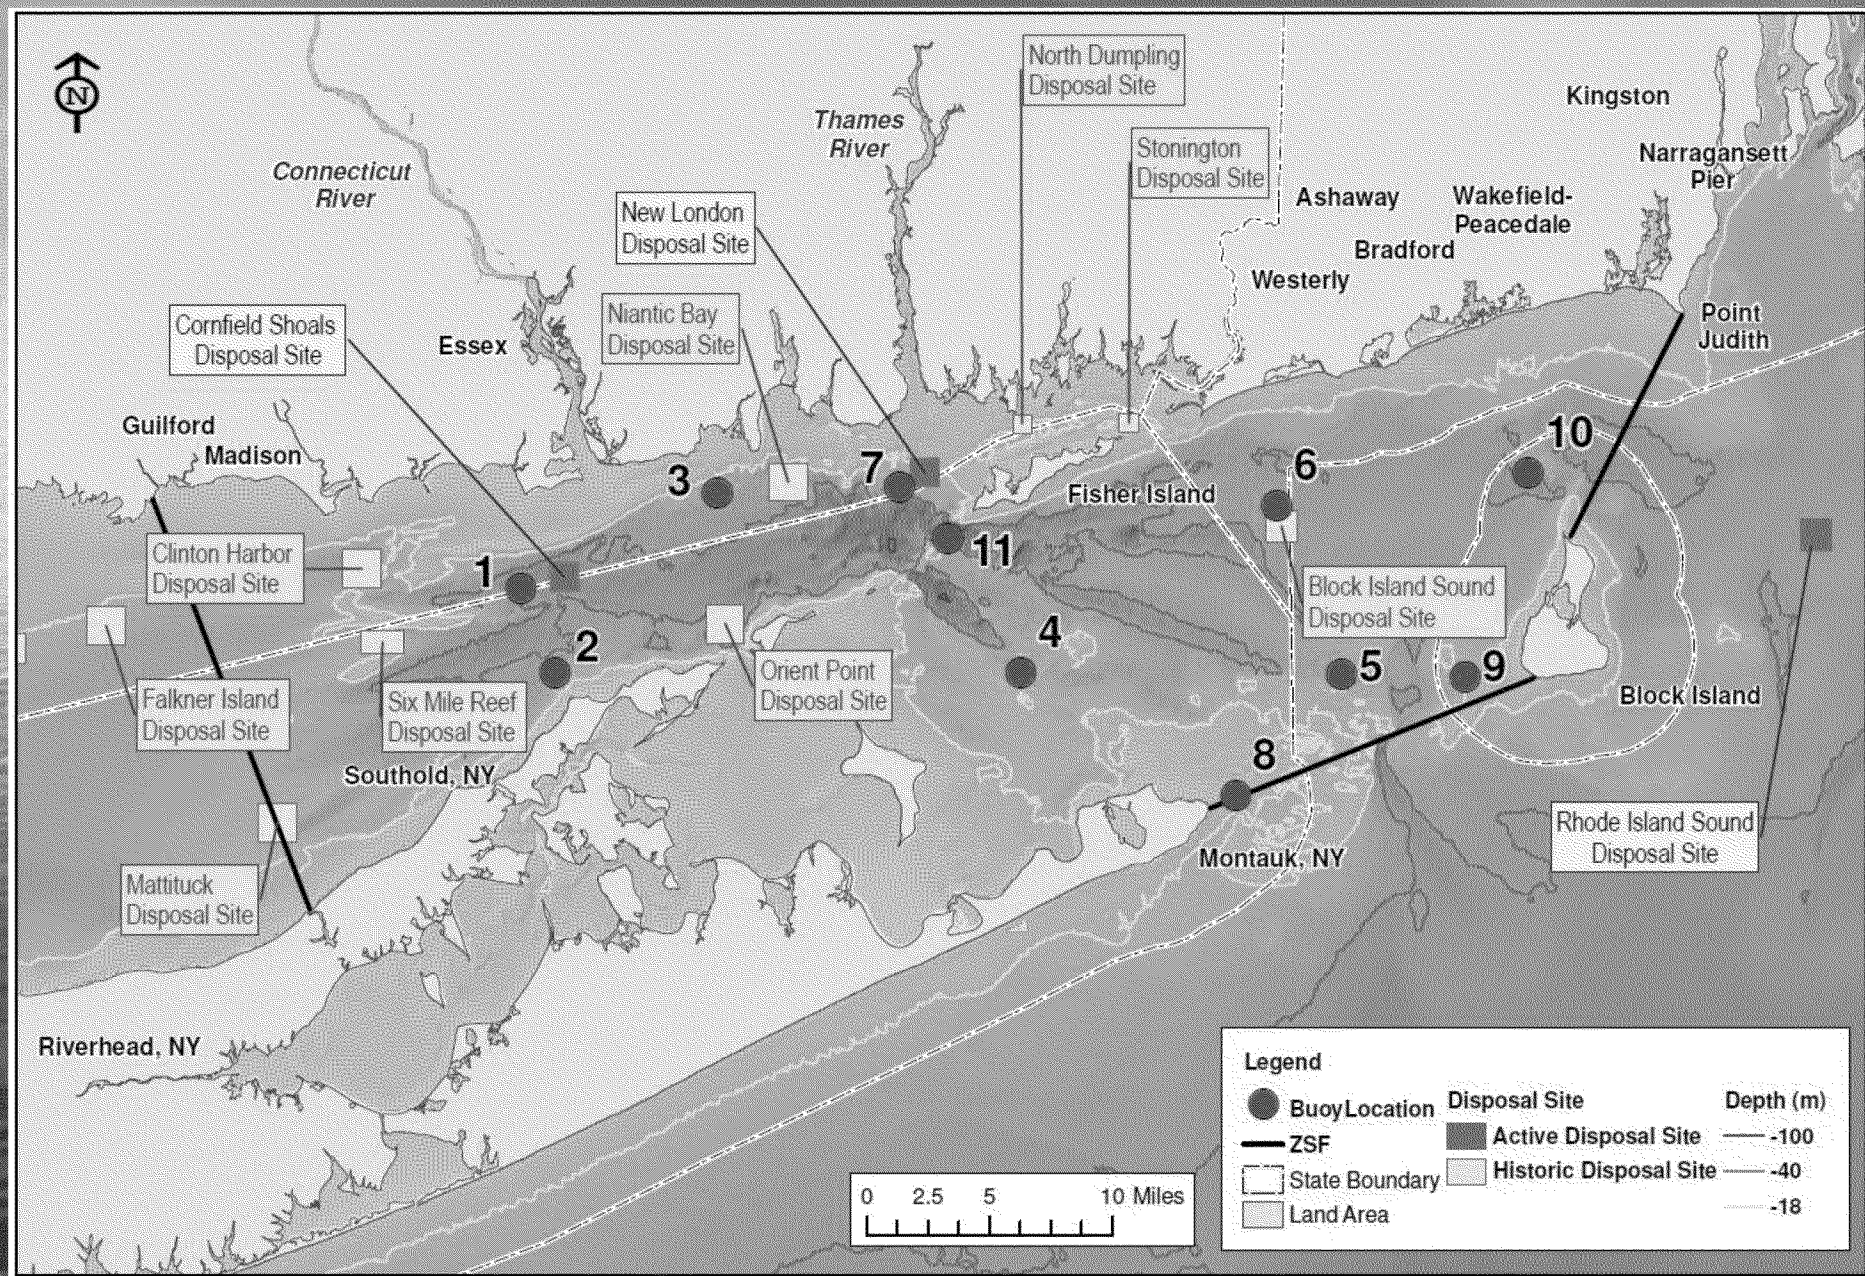 N
North Dumpling
Disposal Site
Kingston
Thames
River
Stonington
Disposal Site
Narragansett
Pier
Connecticut
River
New London
Disposal Site
Ashaway
Wakefield-
Peacedale
Bradford
Westerly
Niantic Bay
Disposal Site
Cornfield Shoals
Disposal Site
Essex
Point
Judith
Guilford
Madison
10
3
7
6
Fisher Island
Clinton Harbor
Disposal Site
1
11
Block Island Sound
Disposal Site
2
4
5
9
Orient Point
Disposal Site
Falkner Island
Disposal Site
Six Mile Reef
Disposal Site
Block Island
Southold, NY
8
Rhode Island Sound
Disposal Site
Montauk, NY
Mattituck
Disposal Site
Riverhead, NY
Legend
Buoy Location
ZSF
State Boundary
Land Area
Disposal Site
Active Disposal Site
Historic Disposal Site
Depth (m)
-100
-40
-18
0 2.5 5 10 Miles